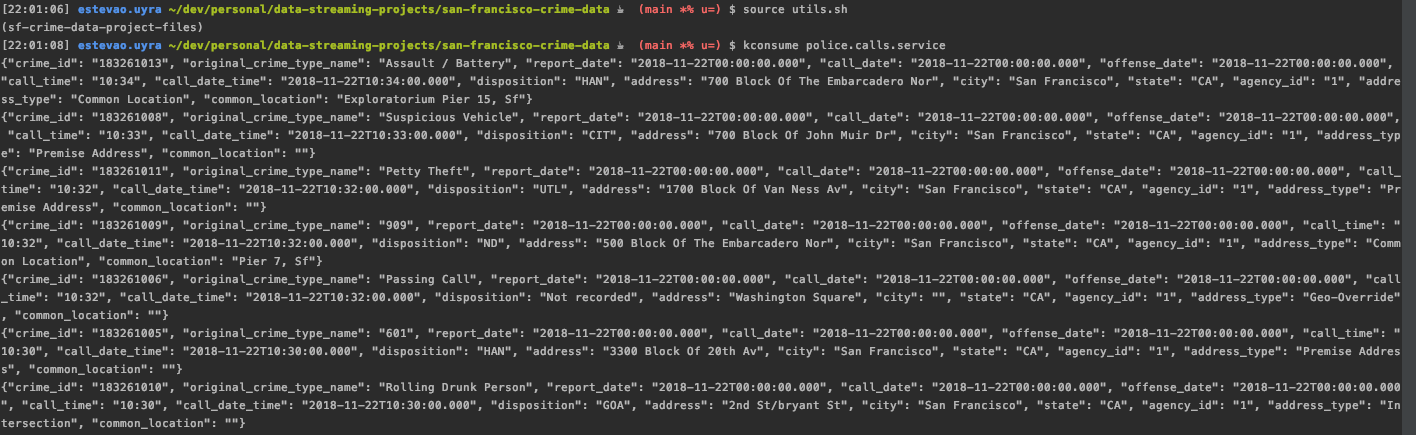 [22:01:06] estevao.uyra ~/dev/personal/data-streaming-projects/san-francisco-crime-data ☕ (main *% u=) $ source utils.sh
(sf-crime-data-project-files)
[22:01:08] estevao.uyra ~/dev/personal/data-streaming-projects/san-francisco-crime-data ☕ (main *% u=) $ kconsume police.calls.service
{"crime_id": "183261013", "original_crime_type_name": "Assault / Battery", "report_date": "2018-11-22T00:00:00.000", "call_date": "2018-11-22T00:00:00.000", "offense_date": "2018-11-22T00:00:00.000",
"call_time": "10:34", "call_date_time": "2018-11-22T10:34:00.000", "disposition": "HAN", "address": "700 Block Of The Embarcadero Nor", "city": "San Francisco", "state": "CA", "agency_id": "1", "addre
ss_type": "Common Location", "common_location": "Exploratorium Pier 15, Sf"}
{"crime_id": "183261008", "original_crime_type_name": "Suspicious Vehicle", "report_date": "2018-11-22T00:00:00.000", "call_date": "2018-11-22T00:00:00.000", "offense_date": "2018-11-22T00:00:00.000",
"call_time": "10:33", "call_date_time": "2018-11-22T10:33:00.000", "disposition": "CIT", "address": "700 Block Of John Muir Dr", "city": "San Francisco", "state": "CA", "agency_id": "1", "address_typ
e": "Premise Address", "common_location": ""}
{"crime_id": "183261011", "original_crime_type_name": "Petty Theft", "report_date": "2018-11-22T00:00:00.000", "call_date": "2018-11-22T00:00:00.000", "offense_date": "2018-11-22T00:00:00.000", "call_
time": "10:32", "call_date_time": "2018-11-22T10:32:00.000", "disposition": "UTL", "address": "1700 Block Of Van Ness Av", "city": "San Francisco", "state": "CA", "agency_id": "1", "address_type": "Pr
emise Address", "common_location": ""}
{"crime_id": "183261009", "original_crime_type_name": "909", "report_date": "2018-11-22T00:00:00.000", "call_date": "2018-11-22T00:00:00.000", "offense_date": "2018-11-22T00:00:00.000", "call_time": "
10:32", "call_date_time": "2018-11-22T10:32:00.000", "disposition": "ND", "address": "500 Block Of The Embarcadero Nor", "city": "San Francisco", "state": "CA", "agency_id": "1", "address_type": "Comm
on Location", "common_location": "Pier 7, Sf"}
{"crime_id": "183261006", "original_crime_type_name": "Passing Call", "report_date": "2018-11-22T00:00:00.000", "call_date": "2018-11-22T00:00:00.000", "offense_date": "2018-11-22T00:00:00.000", "call
_time": "10:32", "call_date_time": "2018-11-22T10:32:00.000", "disposition": "Not recorded", "address": "Washington Square", "city": "", "state": "CA", "agency_id": "1", "address_type": "Geo-Override"
, "common_location": ""}
{"crime_id": "183261005", "original_crime_type_name": "601", "report_date": "2018-11-22T00:00:00.000", "call_date": "2018-11-22T00:00:00.000", "offense_date": "2018-11-22T00:00:00.000", "call_time": "
10:30", "call_date_time": "2018-11-22T10:30:00.000", "disposition": "HAN", "address": "3300 Block Of 20th Av", "city": "San Francisco", "state": "CA", "agency_id": "1", "address_type": "Premise Addres
s", "common_location": ""}
{"crime_id": "183261010", "original_crime_type_name": "Rolling Drunk Person", "report_date": "2018-11-22T00:00:00.000", "call_date": "2018-11-22T00:00:00.000", "offense_date": "2018-11-22T00:00:00.000
", "call_time": "10:30", "call_date_time": "2018-11-22T10:30:00.000", "disposition": "GOA", "address": "2nd St/bryant St", "city": "San Francisco", "state": "CA", "agency_id": "1", "address_type": "In
tersection", "common_location": ""}